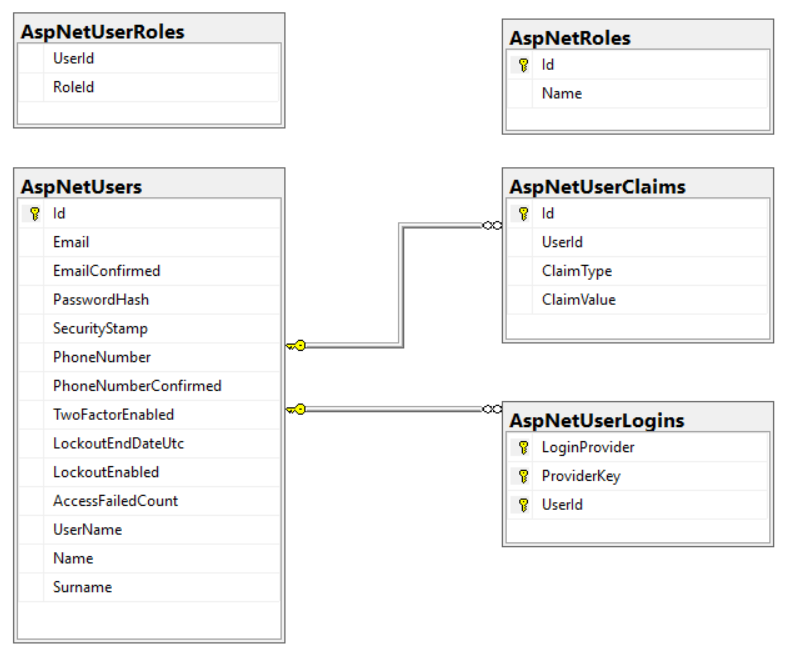 AspNetUserRoles
UserId
RoleId
AspNetRoles
Id
Name
AspNetUsers
Id
Email
EmailConfirmed
PasswordHash
SecurityStamp
PhoneNumber
PhoneNumberConfirmed
TwoFactorEnabled
LockoutEndDateUtc
LockoutEnabled
AccessFailedCount
UserName
Name
Surname
AspNetUserClaims
Id
UserId
ClaimType
ClaimValue
AspNetUserLogins
LoginProvider
ProviderKey
UserId